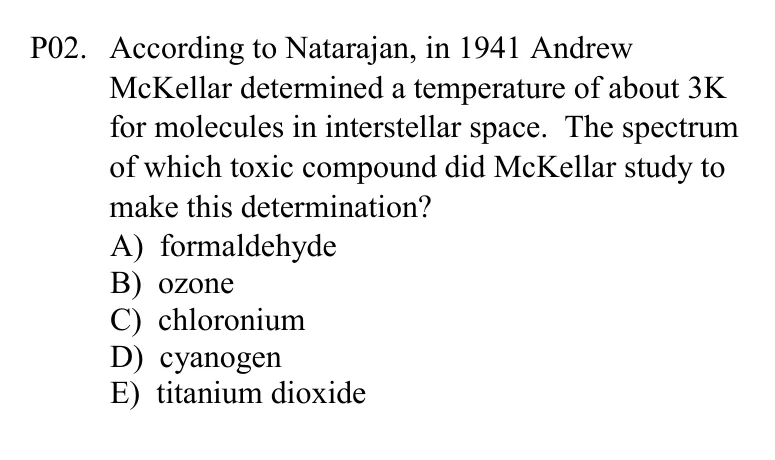 P02. According to Natarajan, in 1941 Andrew
McKellar determined a temperature of about 3K
for molecules in interstellar space. The spectrum
of which toxic compound did McKellar study to
make this determination?
A) formaldehyde
B) ozone
C) chloronium
D) cyanogen
E) titanium dioxide